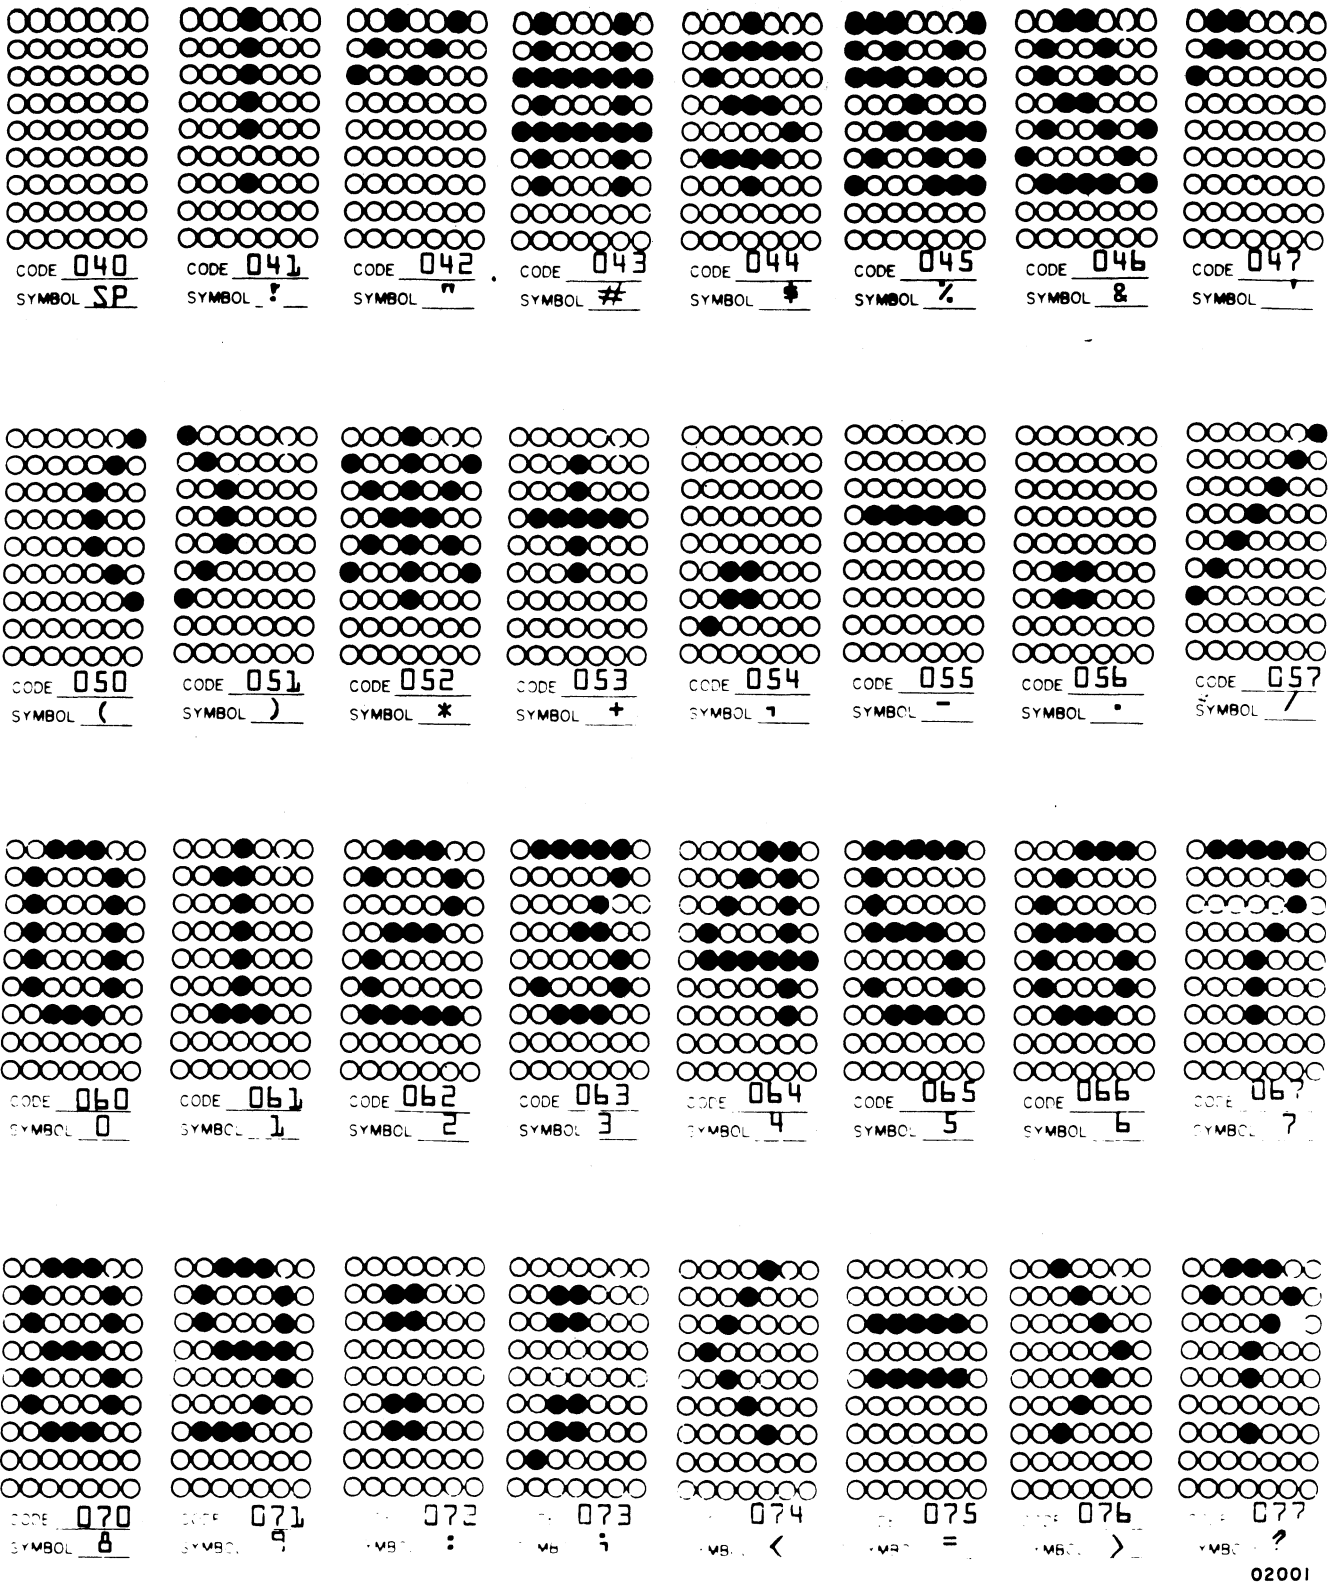 CODE 040 CODE 041 CODE 042 CODE 043 CODE 044 CODE 045 CODE 046 CODE 047
SYMBOL SP SYMBOL ! SYMBOL " SYMBOL # SYMBOL $ SYMBOL % SYMBOL & SYMBOL '
CODE 050 CODE 051 CODE 052 CODE 053 CODE 054 CODE 055 CODE 056 CODE 057
SYMBOL ( SYMBOL ) SYMBOL * SYMBOL + SYMBOL , SYMBOL - SYMBOL . SYMBOL /
CODE 060 CODE 061 CODE 062 CODE 063 CODE 064 CODE 065 CODE 066 CODE 067
SYMBOL 0 SYMBOL 1 SYMBOL 2 SYMBOL 3 SYMBOL 4 SYMBOL 5 SYMBOL 6 SYMBOL 7
CODE 070 CODE 071 072 073 074 075 076 077
SYMBOL 8 SYMBOL 9 : ; < = > ?
02001